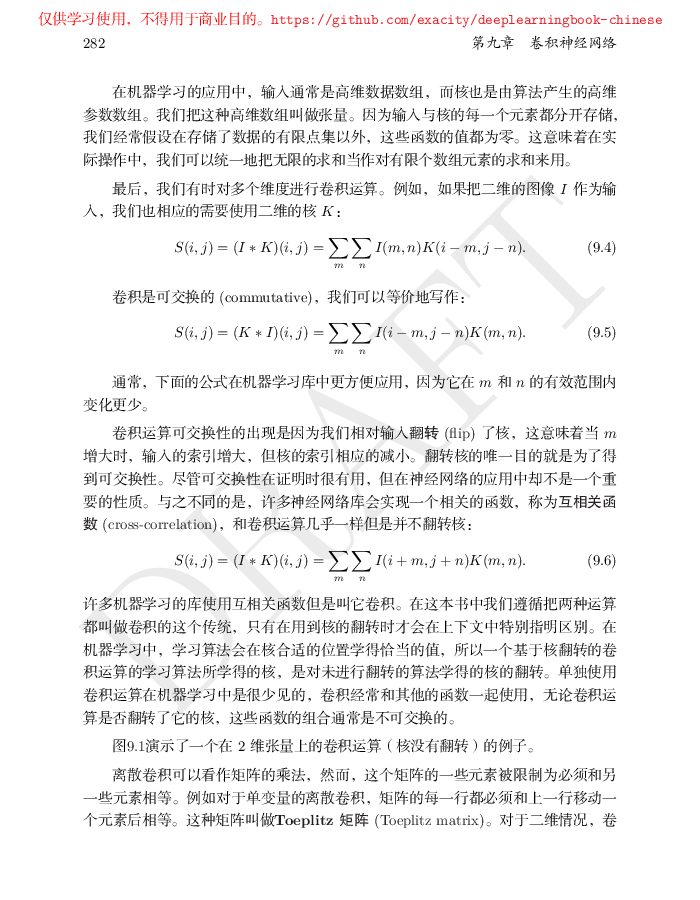 仅供学习使用，不得用于商业目的。https://github.com/exacity/deeplearningbook-chinese
282 第九章 卷积神经网络
在机器学习的应用中，输入通常是高维数据数组，而核也是由算法产生的高维
参数数组。我们把这种高维数组叫做张量。因为输入与核的每一个元素都分开存储，
我们经常假设在存储了数据的有限点集以外，这些函数的值都为零。这意味着在实
际操作中，我们可以统一地把无限的求和当作对有限个数组元素的求和来用。
最后，我们有时对多个维度进行卷积运算。例如，如果把二维的图像 I 作为输
入，我们也相应的需要使用二维的核 K：
S(i, j) = (I ∗ K)(i, j) = ∑m ∑n I(m, n)K(i − m, j − n). (9.4)
卷积是可交换的 (commutative)，我们可以等价地写作：
S(i, j) = (K ∗ I)(i, j) = ∑m ∑n I(i − m, j − n)K(m, n). (9.5)
通常，下面的公式在机器学习库中更方便应用，因为它在 m 和 n 的有效范围内
变化更少。
卷积运算可交换性的出现是因为我们相对输入翻转 (flip) 了核，这意味着当 m
增大时，输入的索引增大，但核的索引相应的减小。翻转核的唯一目的就是为了得
到可交换性。尽管可交换性在证明时很有用，但在神经网络的应用中却不是一个重
要的性质。与之不同的是，许多神经网络库会实现一个相关的函数，称为互相关函
数 (cross-correlation)，和卷积运算几乎一样但是并不翻转核：
S(i, j) = (I ∗ K)(i, j) = ∑m ∑n I(i + m, j + n)K(m, n). (9.6)
许多机器学习的库使用互相关函数但是叫它卷积。在这本书中我们遵循把两种运算
都叫做卷积的这个传统，只有在用到核的翻转时才会在上下文中特别指明区别。在
机器学习中，学习算法会在核合适的位置学得恰当的值，所以一个基于核翻转的卷
积运算的学习算法所学得的核，是对未进行翻转的算法学得的核的翻转。单独使用
卷积运算在机器学习中是很少见的，卷积经常和其他的函数一起使用，无论卷积运
算是否翻转了它的核，这些函数的组合通常是不可交换的。
图9.1演示了一个在 2 维张量上的卷积运算（核没有翻转）的例子。
离散卷积可以看作矩阵的乘法，然而，这个矩阵的一些元素被限制为必须和另
一些元素相等。例如对于单变量的离散卷积，矩阵的每一行都必须和上一行移动一
个元素后相等。这种矩阵叫做Toeplitz 矩阵 (Toeplitz matrix)。对于二维情况，卷
DRAFT